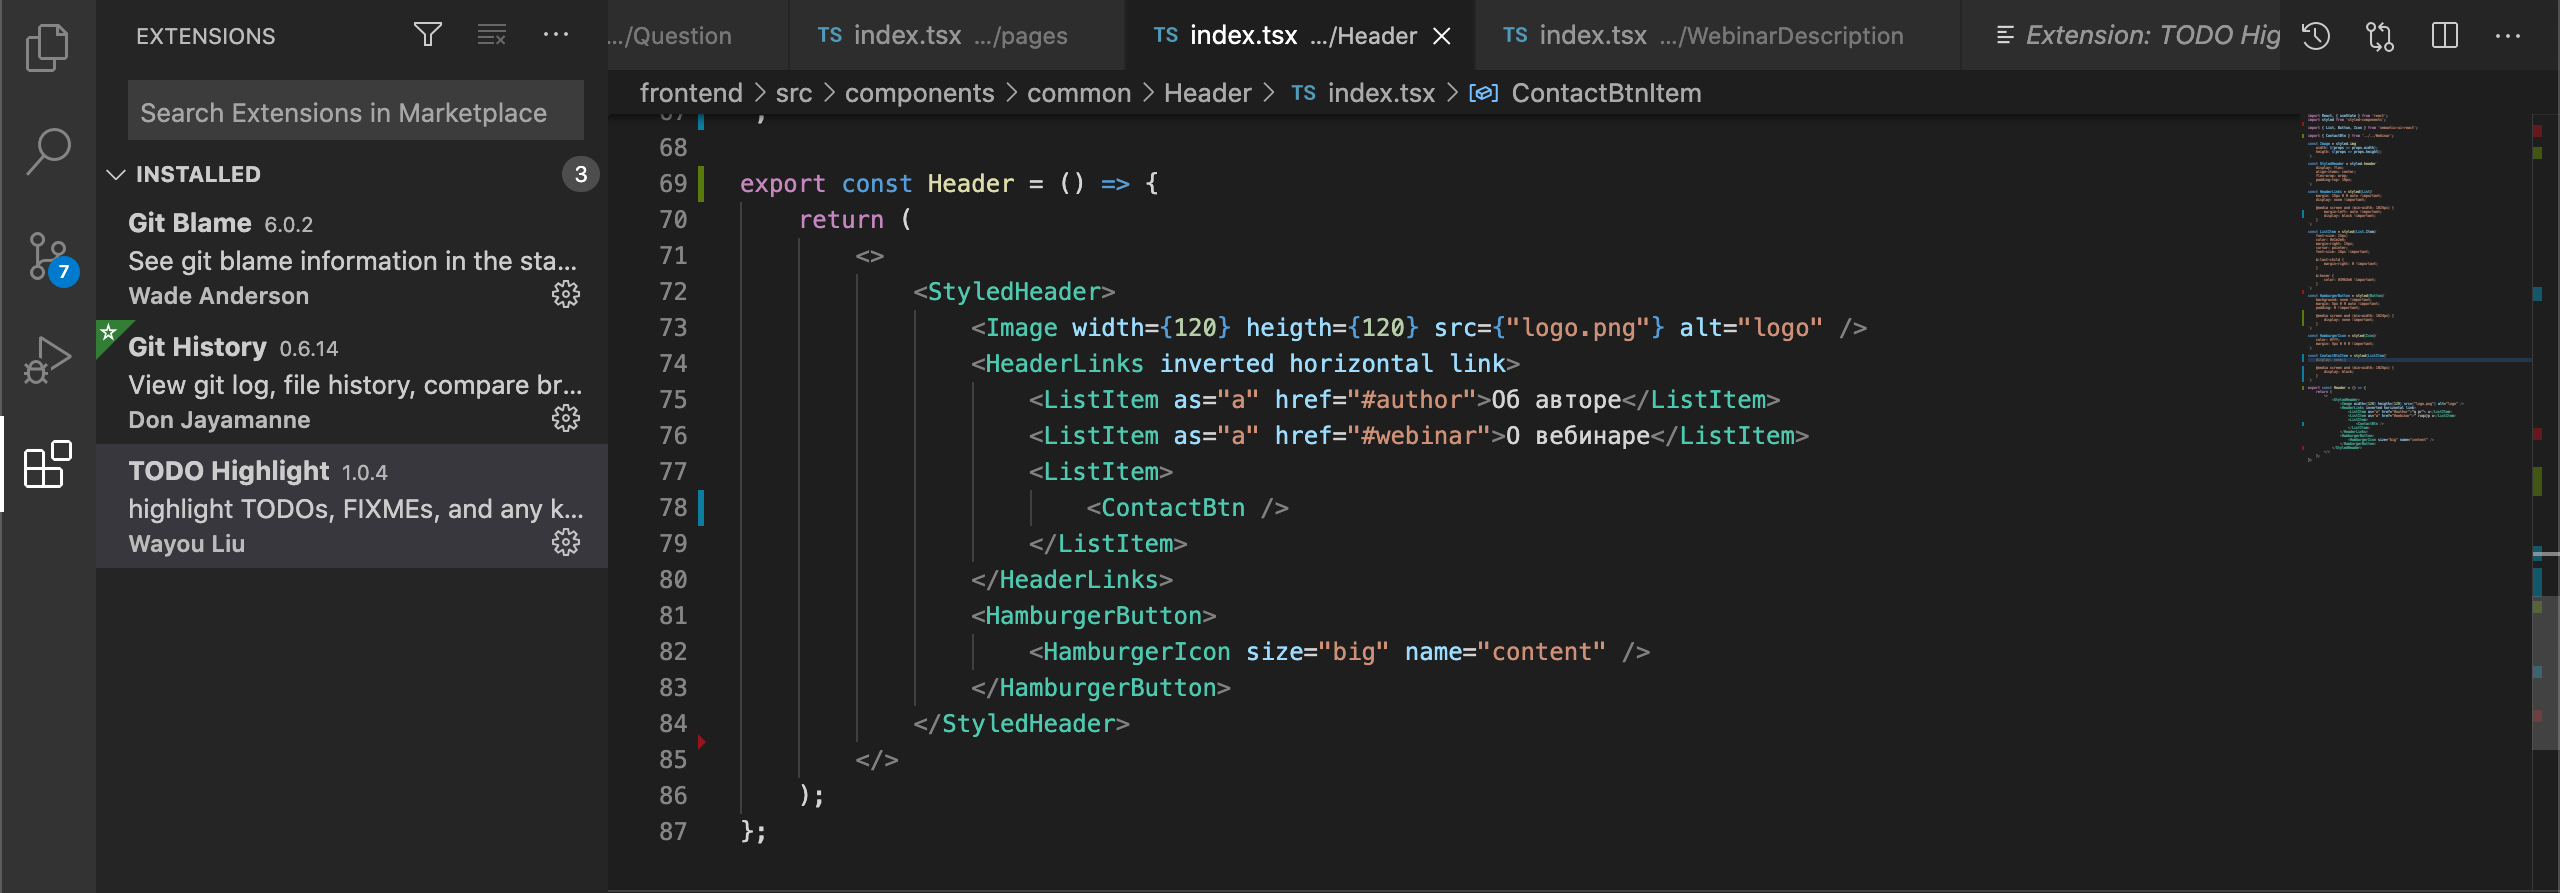 EXTENSIONS
Search Extensions in Marketplace
INSTALLED
3
Git Blame 6.0.2
See git blame information in the sta...
Wade Anderson
Git History 0.6.14
View git log, file history, compare br...
Don Jayamanne
TODO Highlight 1.0.4
highlight TODOs, FIXMEs, and any k...
Wayou Liu
7
.../Question
TS index.tsx .../pages
TS index.tsx .../Header
TS index.tsx .../WebinarDescription
Extension: TODO Hig
frontend > src > components > common > Header > TS index.tsx > ContactBtnItem
68
69 export const Header = () => {
70 return (
71 <>
72 <StyledHeader>
73 <Image width={120} heigth={120} src={"logo.png"} alt="logo" />
74 <HeaderLinks inverted horizontal link>
75 <ListItem as="a" href="#author">Об авторе</ListItem>
76 <ListItem as="a" href="#webinar">О вебинаре</ListItem>
77 <ListItem>
78 <ContactBtn />
79 </ListItem>
80 </HeaderLinks>
81 <HamburgerButton>
82 <HamburgerIcon size="big" name="content" />
83 </HamburgerButton>
84 </StyledHeader>
85 </>
86 );
87 };